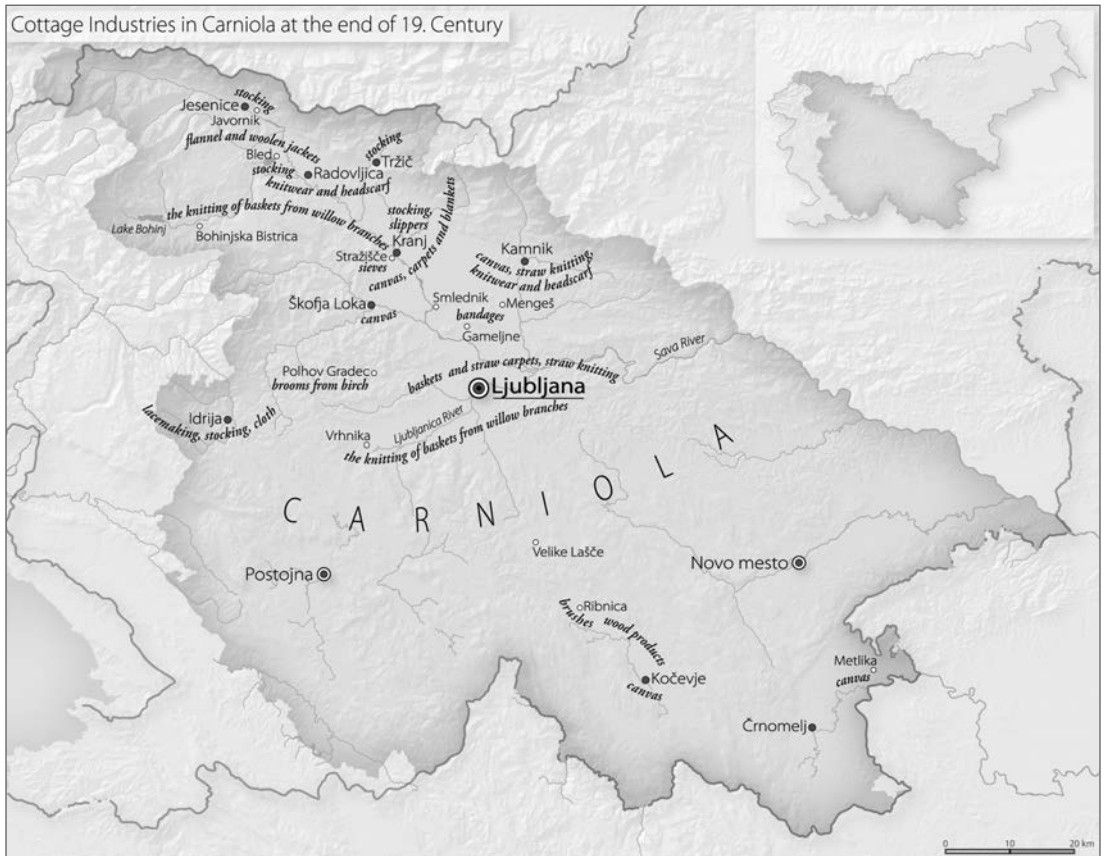 Cottage Industries in Carniola at the end of 19. Century
stocking
Jesenice
Javornik
flannel and woolen jackets
stocking
Tržič
Bled
stocking
Radovljica
knitwear and headscarf
the knitting of baskets from willow branches
Lake Bohinj
Bohinjska Bistrica
stocking,
slippers
Kranj
Stražišče
sieves
canvas, carpets and blankets
Kamnik
canvas, straw knitting,
knitwear and headscarf
Škofja Loka
canvas
Smlednik
Mengeš
bandages
Gameljne
Sava River
Polhov Gradec
brooms from birch
baskets and straw carpets, straw knitting
Ljubljana
Idrija
lacemaking, stocking, cloth
Vrhnika
Ljubljanica River
the knitting of baskets from willow branches
CARNIOLA
Velike Lašče
Postojna
Novo mesto
Ribnica
brushes
wood products
Kočevje
canvas
Metlika
canvas
Črnomelj
0 10 20 km